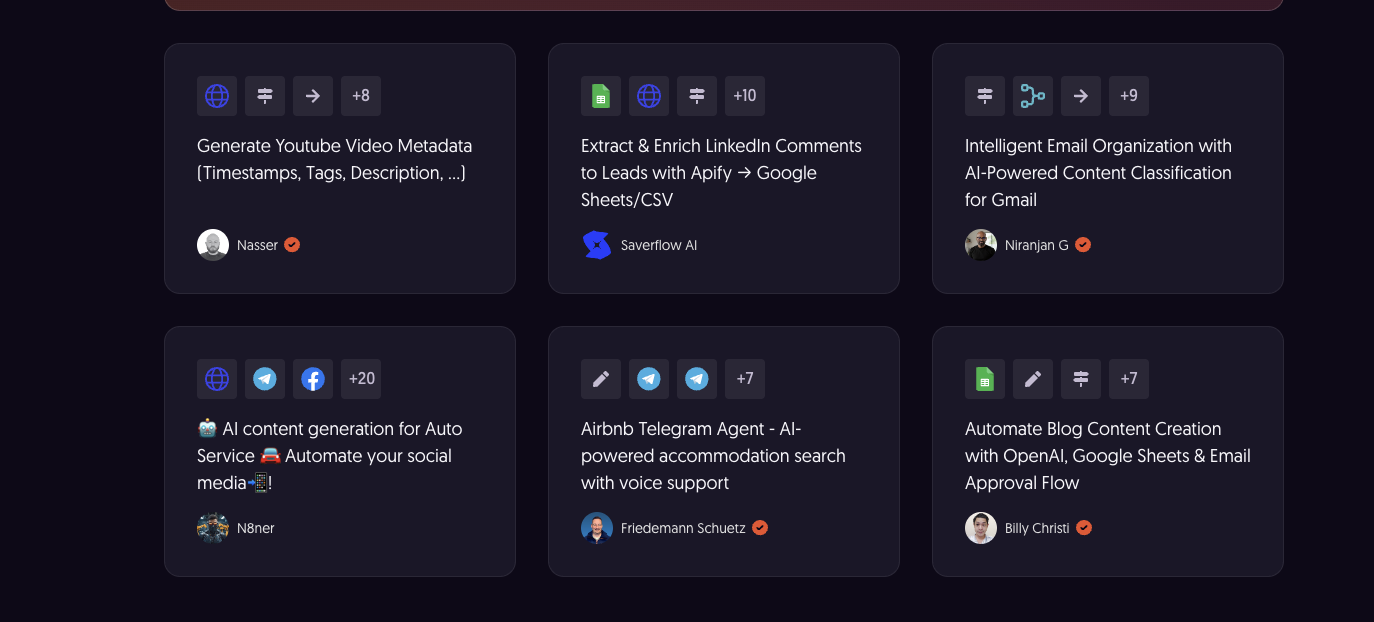 +8
Generate Youtube Video Metadata
(Timestamps, Tags, Description, ...)
Nasser
+10
Extract & Enrich LinkedIn Comments
to Leads with Apify → Google
Sheets/CSV
Saverflow AI
+9
Intelligent Email Organization with
AI-Powered Content Classification
for Gmail
Niranjan G
+20
🤖 AI content generation for Auto
Service 🚘 Automate your social
media📲!
N8ner
+7
Airbnb Telegram Agent - AI-
powered accommodation search
with voice support
Friedemann Schuetz
+7
Automate Blog Content Creation
with OpenAI, Google Sheets & Email
Approval Flow
Billy Christi